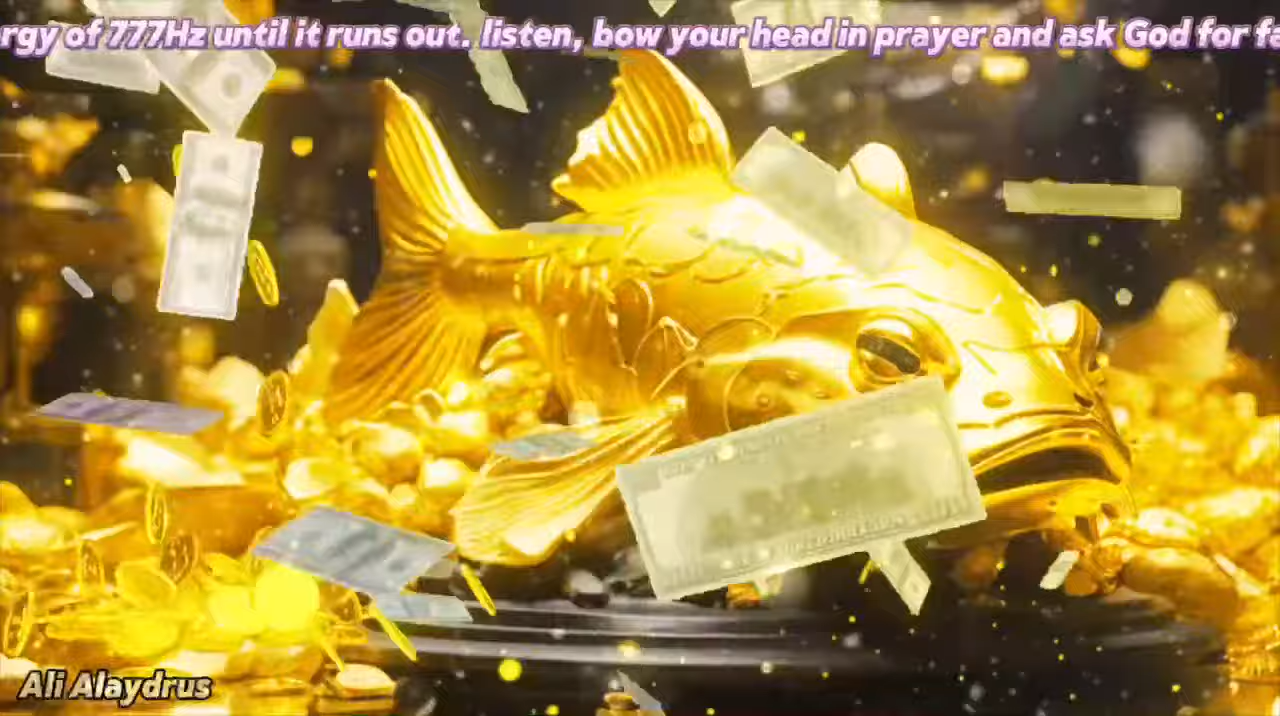 rgy of 777Hz until it runs out. listen, bow your head in prayer and ask God for fa
Ali Alaydrus